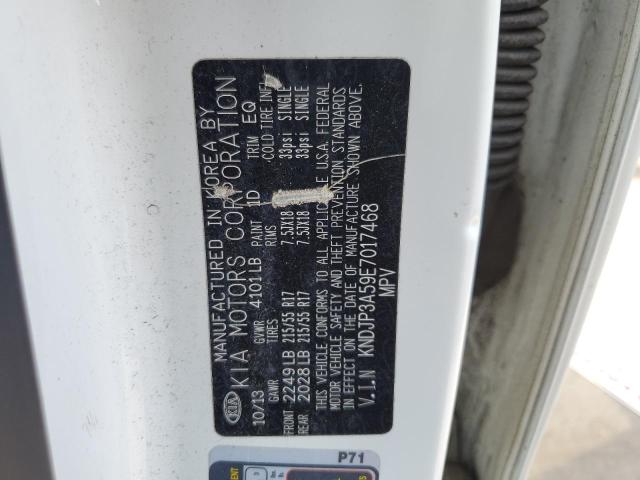 MANUFACTURED IN KOREA BY
KIA KIA MOTORS CORPORATION
10/13 GVWR 4101LB PAINT 1D TRIM EQ
GAWR TIRES RIMS COLD TIRE INFL
FRONT 2249LB 215/55 R17 7.5JX18 33psi SINGLE
REAR 2028LB 215/55 R17 7.5JX18 33psi SINGLE
THIS VEHICLE CONFORMS TO ALL APPLICABLE U.S.A. FEDERAL
MOTOR VEHICLE SAFETY AND THEFT PREVENTION STANDARDS
IN EFFECT ON THE DATE OF MANUFACTURE SHOWN ABOVE.
V.I.N KNDJP3A59E7017468
MPV
P71